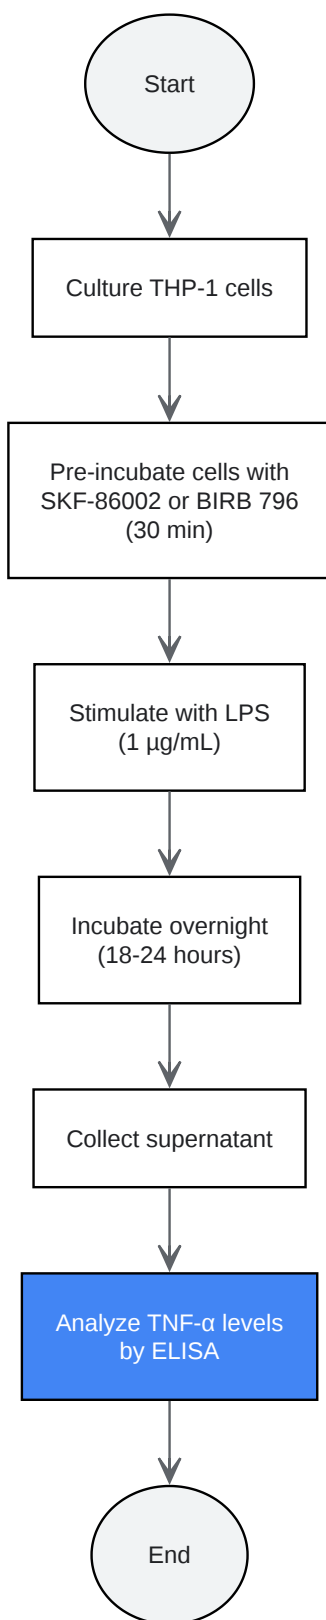 Start
Culture THP-1 cells
Pre-incubate cells with
SKF-86002 or BIRB 796
(30 min)
Stimulate with LPS
(1 µg/mL)
Incubate overnight
(18-24 hours)
Collect supernatant
Analyze TNF-α levels
by ELISA
End